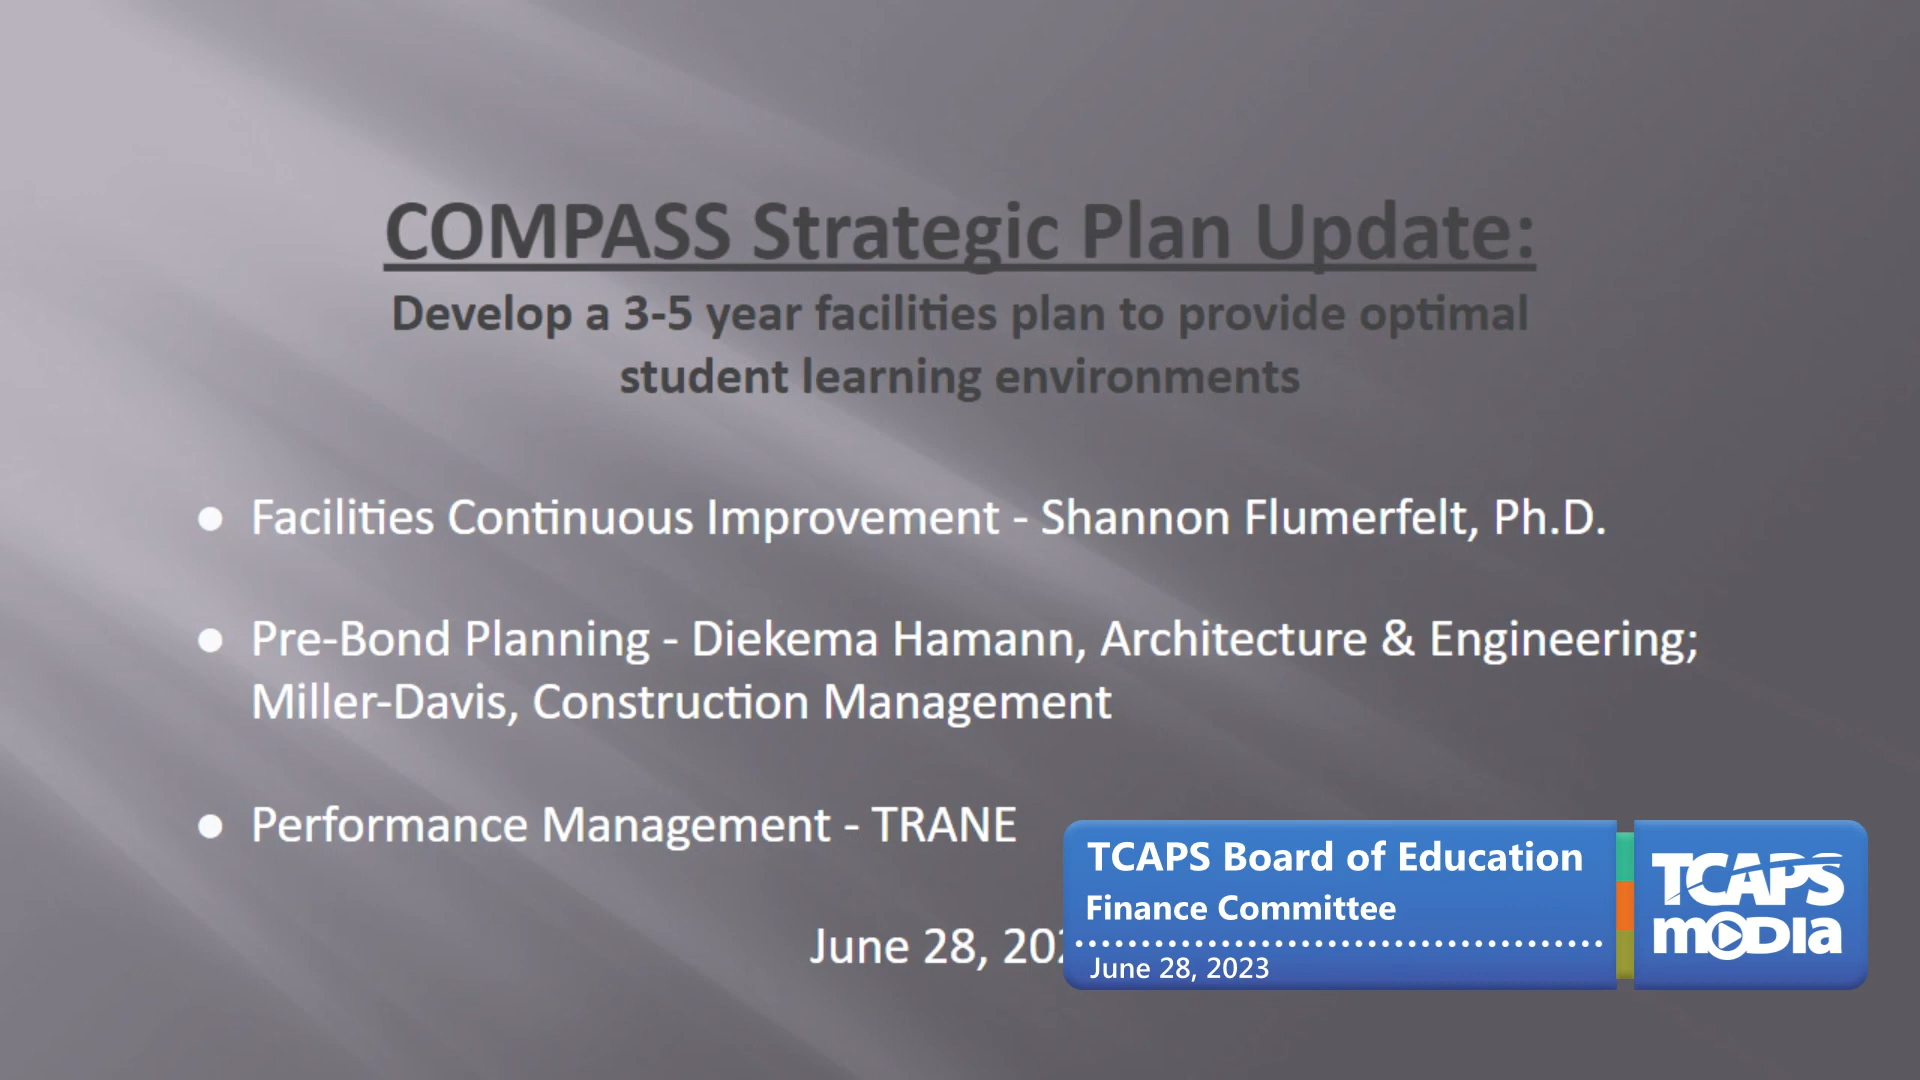 COMPASS Strategic Plan Update:
Develop a 3-5 year facilities plan to provide optimal
student learning environments
● Facilities Continuous Improvement - Shannon Flumerfelt, Ph.D.
● Pre-Bond Planning - Diekema Hamann, Architecture & Engineering;
Miller-Davis, Construction Management
● Performance Management - TRANE
June 28,
TCAPS Board of Education
Finance Committee
June 28, 2023
TCAPS
media